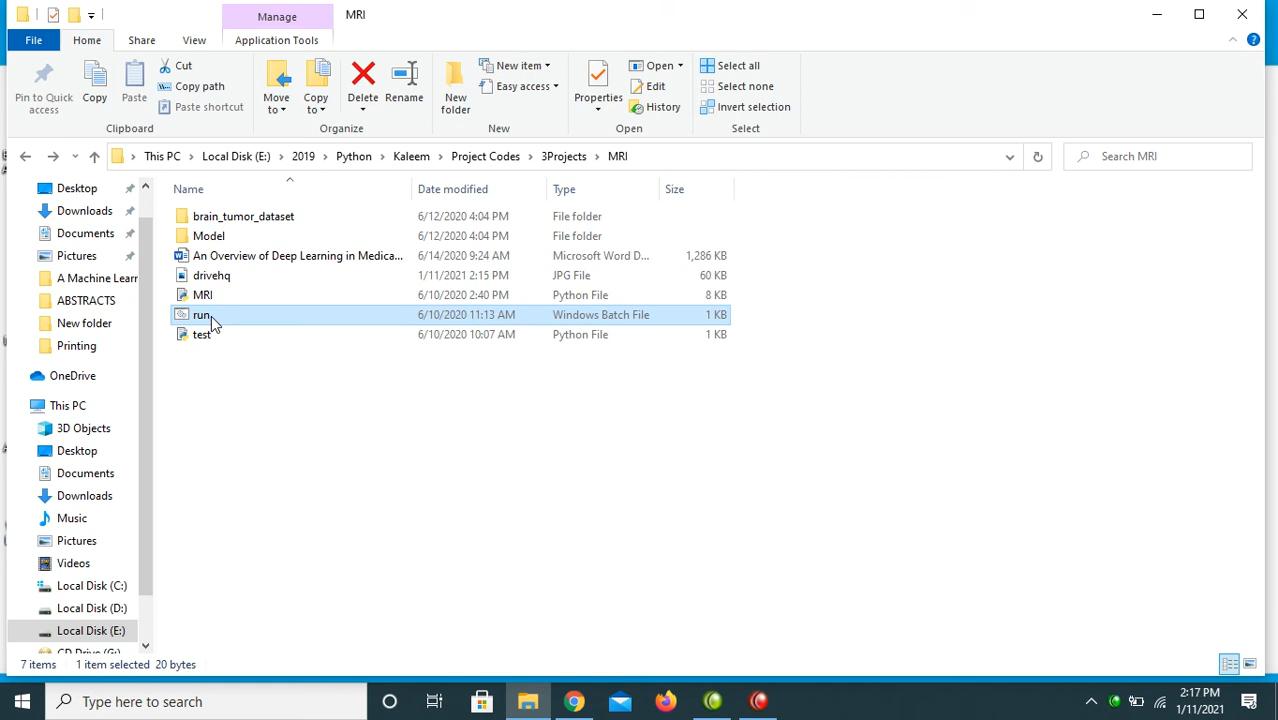 Manage
MRI
File
Home
Share
View
Application Tools
Pin to Quick access
Copy
Paste
Cut
Copy path
Paste shortcut
Clipboard
Move to
Copy to
Delete
Rename
Organize
New folder
New item
Easy access
New
Properties
Open
Edit
History
Open
Select all
Select none
Invert selection
Select
This PC > Local Disk (E:) > 2019 > Python > Kaleem > Project Codes > 3Projects > MRI
Search MRI
Name Date modified Type Size
brain_tumor_dataset 6/12/2020 4:04 PM File folder
Model 6/12/2020 4:04 PM File folder
An Overview of Deep Learning in Medica... 6/14/2020 9:24 AM Microsoft Word D... 1,286 KB
drivehq 1/11/2021 2:15 PM JPG File 60 KB
MRI 6/10/2020 2:40 PM Python File 8 KB
run 6/10/2020 11:13 AM Windows Batch File 1 KB
test 6/10/2020 10:07 AM Python File 1 KB
Desktop
Downloads
Documents
Pictures
A Machine Learr
ABSTRACTS
New folder
Printing
OneDrive
This PC
3D Objects
Desktop
Documents
Downloads
Music
Pictures
Videos
Local Disk (C:)
Local Disk (D:)
Local Disk (E:)
7 items 1 item selected 20 bytes
Type here to search
2:17 PM
1/11/2021